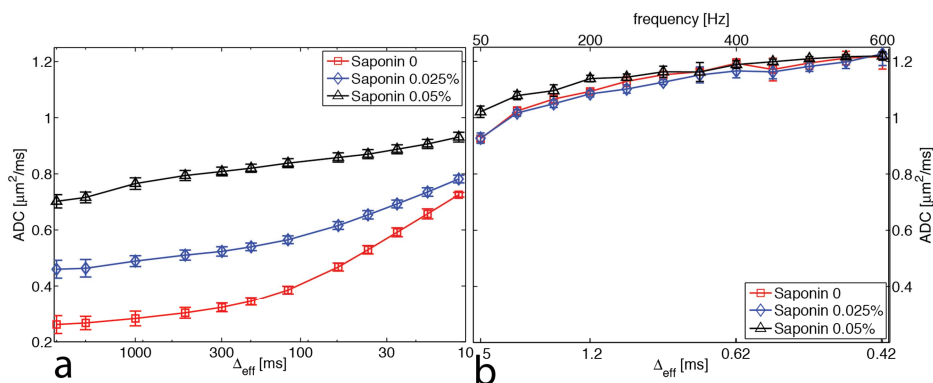 frequency [Hz]
50 200 400 600
Saponin 0
Saponin 0.025%
Saponin 0.05%
ADC [μm²/ms]
1.2
1
0.8
0.6
0.4
0.2
1000 300 100 30 10
Δeff [ms]
a
1.2
1
0.8
0.6
0.4
ADC [μm²/ms]
Saponin 0
Saponin 0.025%
Saponin 0.05%
5 1.2 0.62 0.42
Δeff [ms]
b